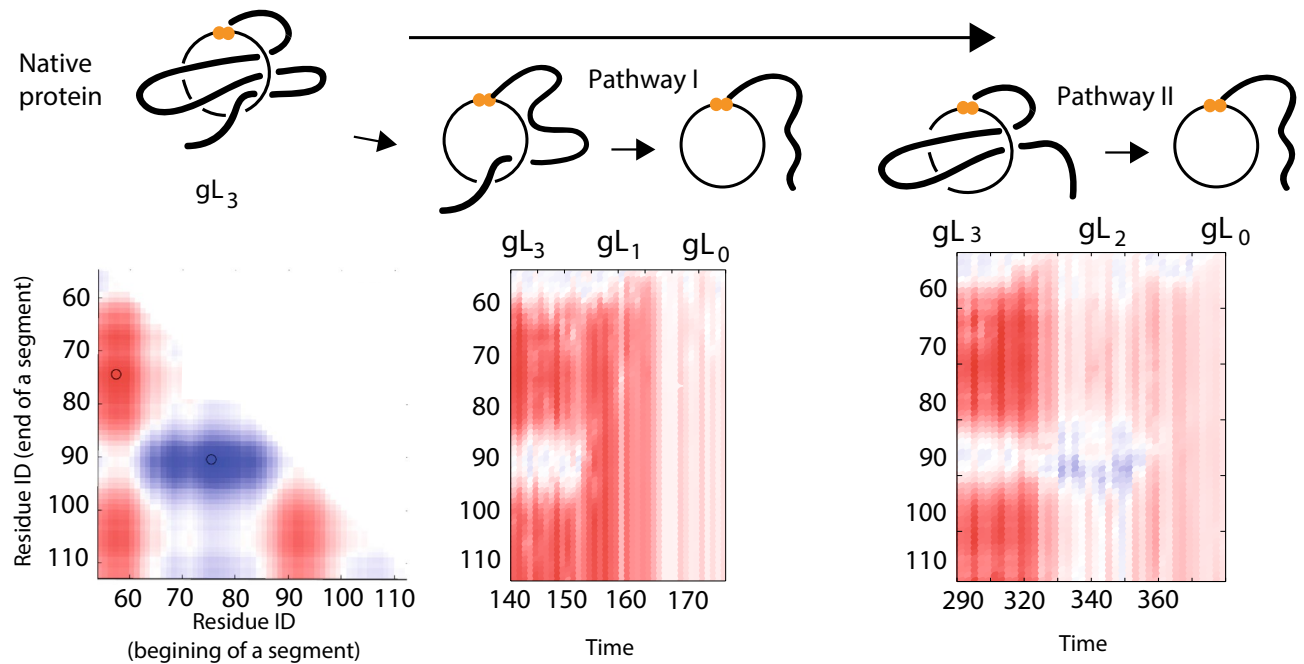 Native
protein
gL3
Pathway I
Pathway II
gL3 gL1 gL0
gL3 gL2 gL0
Residue ID (end of a segment)
60
70
80
90
100
110
60 70 80 90 100 110
Residue ID
(begining of a segment)
60
70
80
90
100
110
140 150 160 170
Time
60
70
80
90
100
110
290 320 340 360
Time